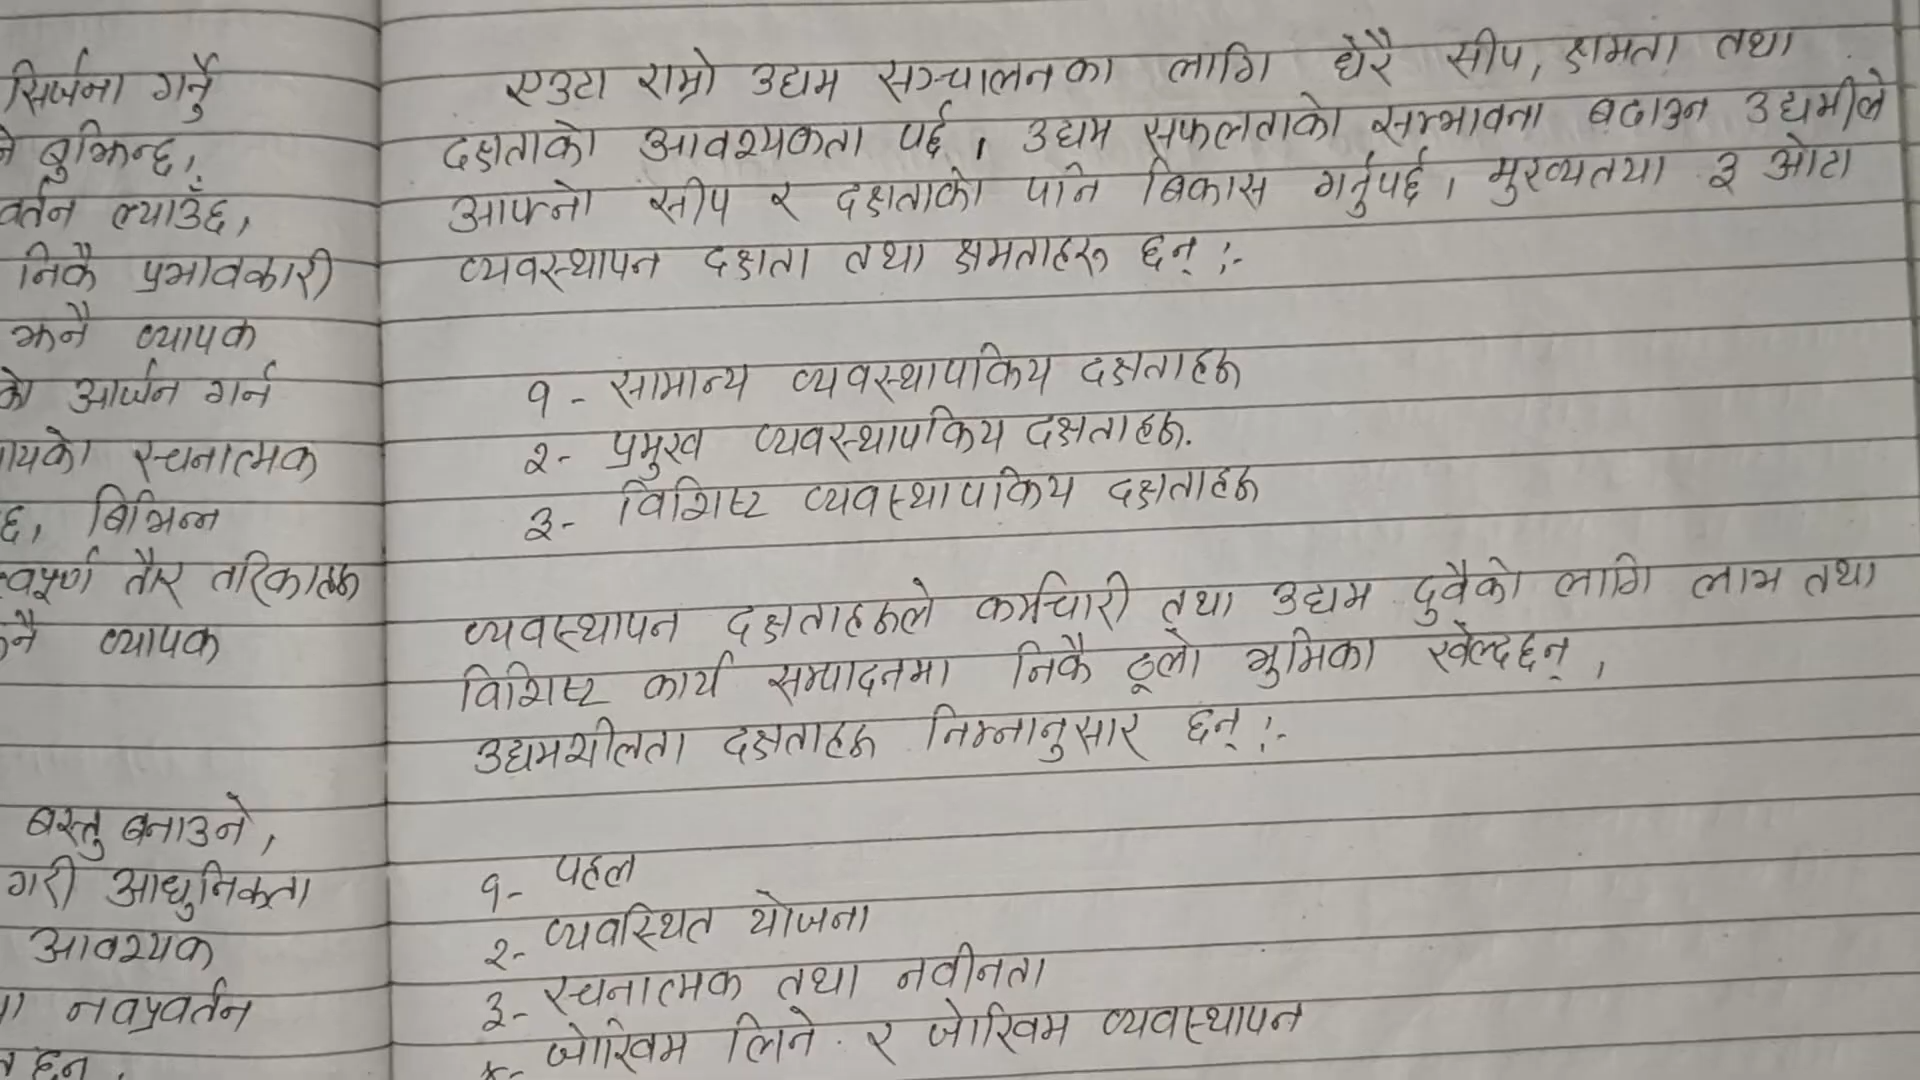 सिर्जना गर्नु
बुझिन्छ,
ल्याउँछ,
निकै प्रभावकारी
झनै व्यापक
आर्जन गर्न
रचनात्मक
छ, बिभिन्न
तौर तरिकाहरू
व्यापक
बस्तु बनाउने,
गरी आधुनिकता
आवश्यक
नवप्रवर्तन
छन्,
एउटा राम्रो उद्यम सञ्चालनका लागि धेरै सीप, क्षमता तथा
दक्षताको आवश्यकता पर्छ, उद्यम सफलताको सम्भावना बढाउन उद्यमीले
आफ्नो सीप र दक्षताको पनि बिकास गर्नुपर्छ। मुख्यतया ३ ओटा
व्यवस्थापन दक्षता तथा क्षमताहरू छन् :-
१- सामान्य व्यवस्थापकिय दक्षताहरू
२- प्रमुख व्यवस्थापकिय दक्षताहरू.
३- विशिष्ट व्यवस्थापकिय दक्षताहरू
व्यवस्थापन दक्षताहरूले कर्मचारी तथा उद्यम दुवैको लागि लाभ तथा
विशिष्ट कार्य सम्पादनमा निकै ठूलो भुमिका खेल्दछन्,
उद्यमशीलता दक्षताहरू निम्नानुसार छन् :-
१- पहल
२- व्यवस्थित योजना
३- रचनात्मक तथा नवीनता
४- जोखिम लिने र जोखिम व्यवस्थापन